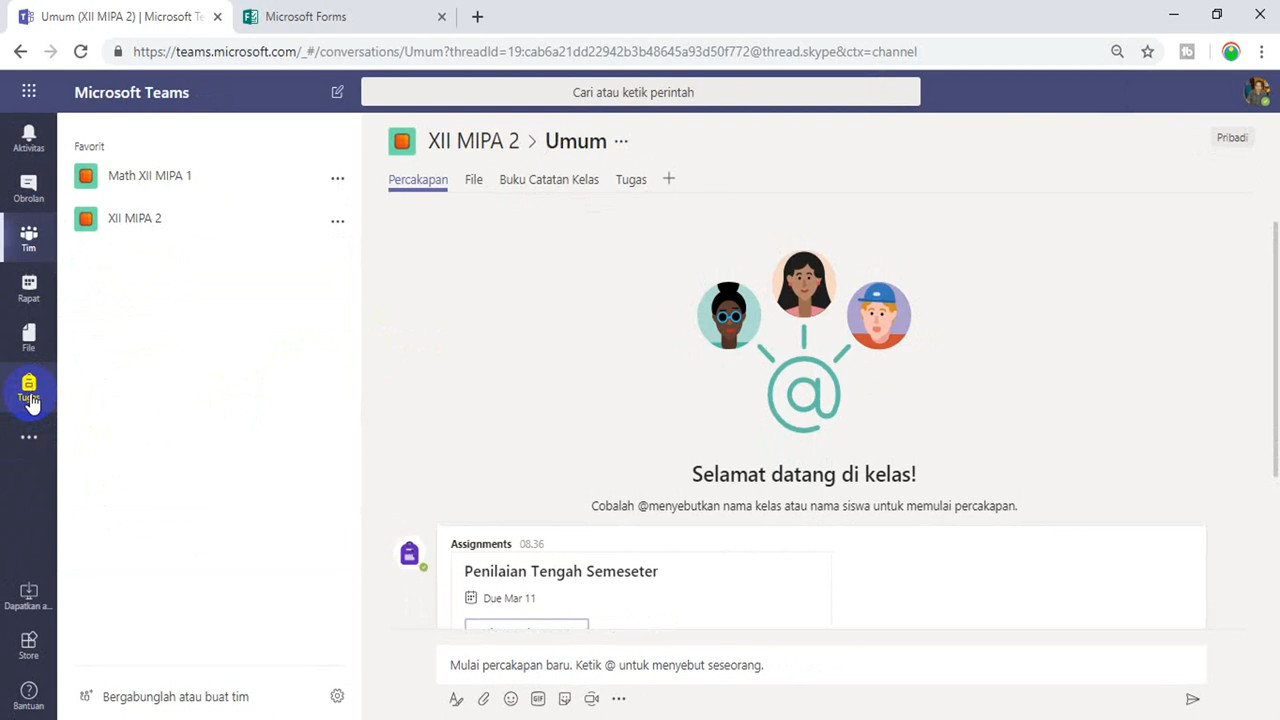 Umum (XII MIPA 2) | Microsoft Te
Microsoft Forms
https://teams.microsoft.com/_#/conversations/Umum?threadId=19:cab6a21dd22942b3b48645a93d50f772@thread.skype&ctx=channel
Microsoft Teams
Cari atau ketik perintah
Aktivitas
Obrolan
Tim
Rapat
File
Tugas
Dapatkan a...
Store
Bantuan
Favorit
Math XII MIPA 1
XII MIPA 2
Bergabunglah atau buat tim
XII MIPA 2 > Umum ...
Pribadi
Percakapan File Buku Catatan Kelas Tugas +
Selamat datang di kelas!
Cobalah @menyebutkan nama kelas atau nama siswa untuk memulai percakapan.
Assignments 08.36
Penilaian Tengah Semeseter
Due Mar 11
Mulai percakapan baru. Ketik @ untuk menyebut seseorang.
GIF